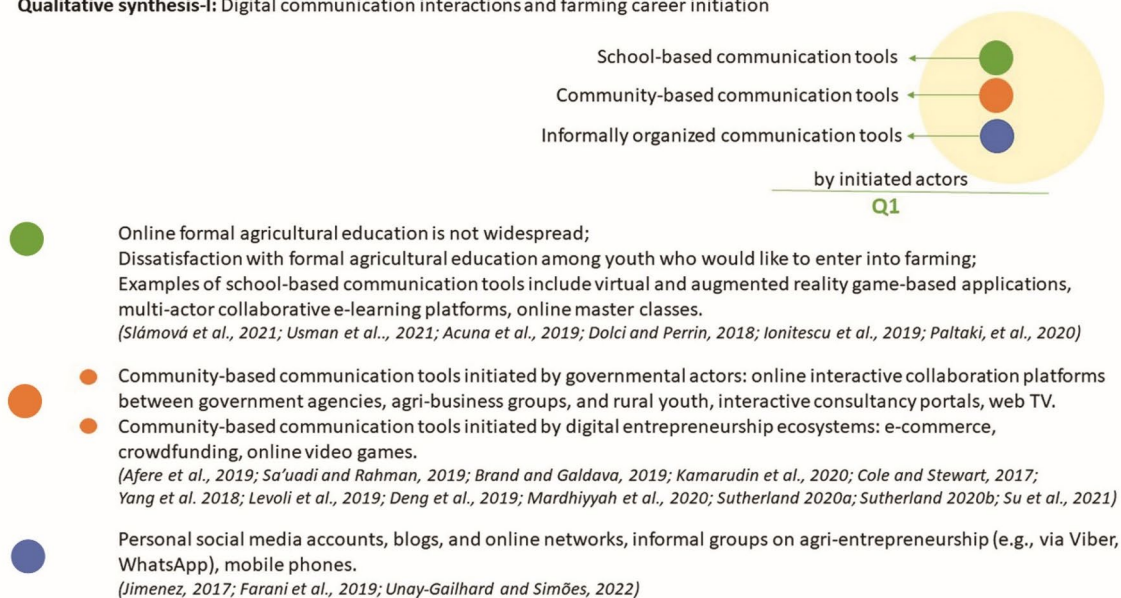 Qualitative synthesis-I: Digital communication interactions and farming career initiation
School-based communication tools
Community-based communication tools
Informally organized communication tools
by initiated actors
Q1
Online formal agricultural education is not widespread;
Dissatisfaction with formal agricultural education among youth who would like to enter into farming;
Examples of school-based communication tools include virtual and augmented reality game-based applications,
multi-actor collaborative e-learning platforms, online master classes.
(Slámová et al., 2021; Usman et al.., 2021; Acuna et al., 2019; Dolci and Perrin, 2018; Ionitescu et al., 2019; Paltaki, et al., 2020)
Community-based communication tools initiated by governmental actors: online interactive collaboration platforms
between government agencies, agri-business groups, and rural youth, interactive consultancy portals, web TV.
Community-based communication tools initiated by digital entrepreneurship ecosystems: e-commerce,
crowdfunding, online video games.
(Afere et al., 2019; Sa'uadi and Rahman, 2019; Brand and Galdava, 2019; Kamarudin et al., 2020; Cole and Stewart, 2017;
Yang et al. 2018; Levoli et al., 2019; Deng et al., 2019; Mardhiyyah et al., 2020; Sutherland 2020a; Sutherland 2020b; Su et al., 2021)
Personal social media accounts, blogs, and online networks, informal groups on agri-entrepreneurship (e.g., via Viber,
WhatsApp), mobile phones.
(Jimenez, 2017; Farani et al., 2019; Unay-Gailhard and Simões, 2022)